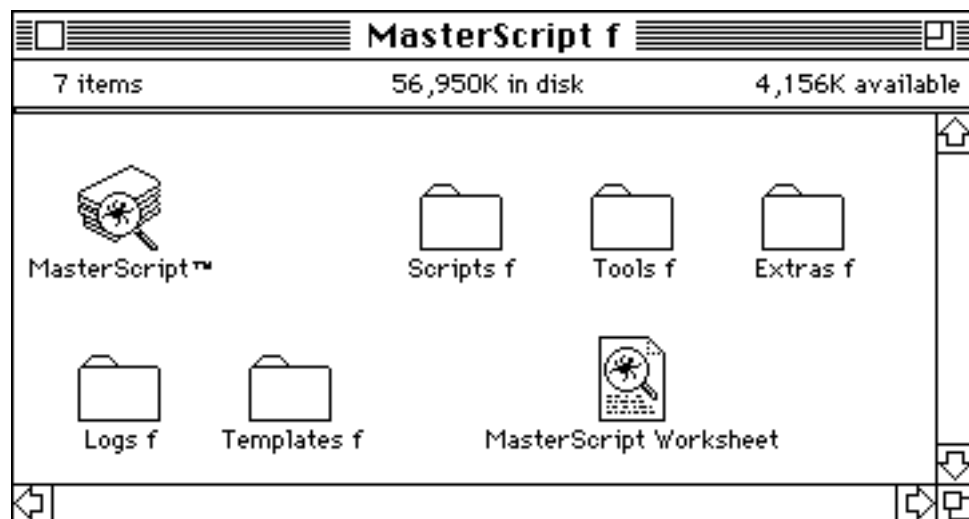 MasterScript f
7 items 56,950K in disk 4,156K available
MasterScript™
Scripts f Tools f Extras f
Logs f Templates f MasterScript Worksheet